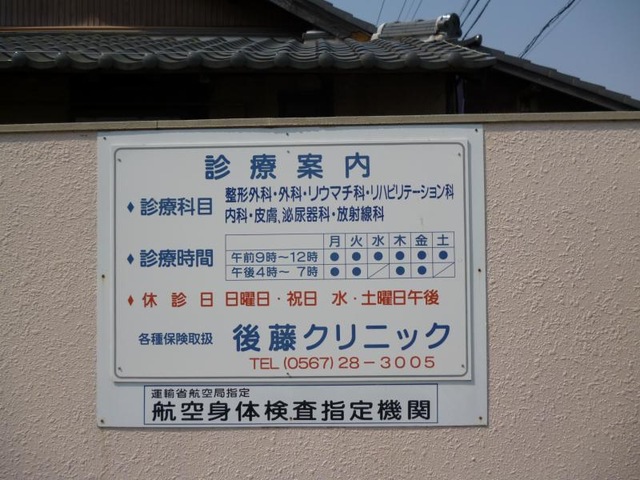 診療案内
◆診療科目 整形外科・外科・リウマチ科・リハビリテーション科
内科・皮膚、泌尿器科・放射線科
月 火 水 木 金 土
◆診療時間 午前9時〜12時 ● ● ● ● ● ●
午後4時〜 7時 ● ● ／ ● ● ／
◆休診日 日曜日・祝日 水・土曜日午後
各種保険取扱 後藤クリニック
TEL(0567)28-3005
運輸省航空局指定
航空身体検査指定機関